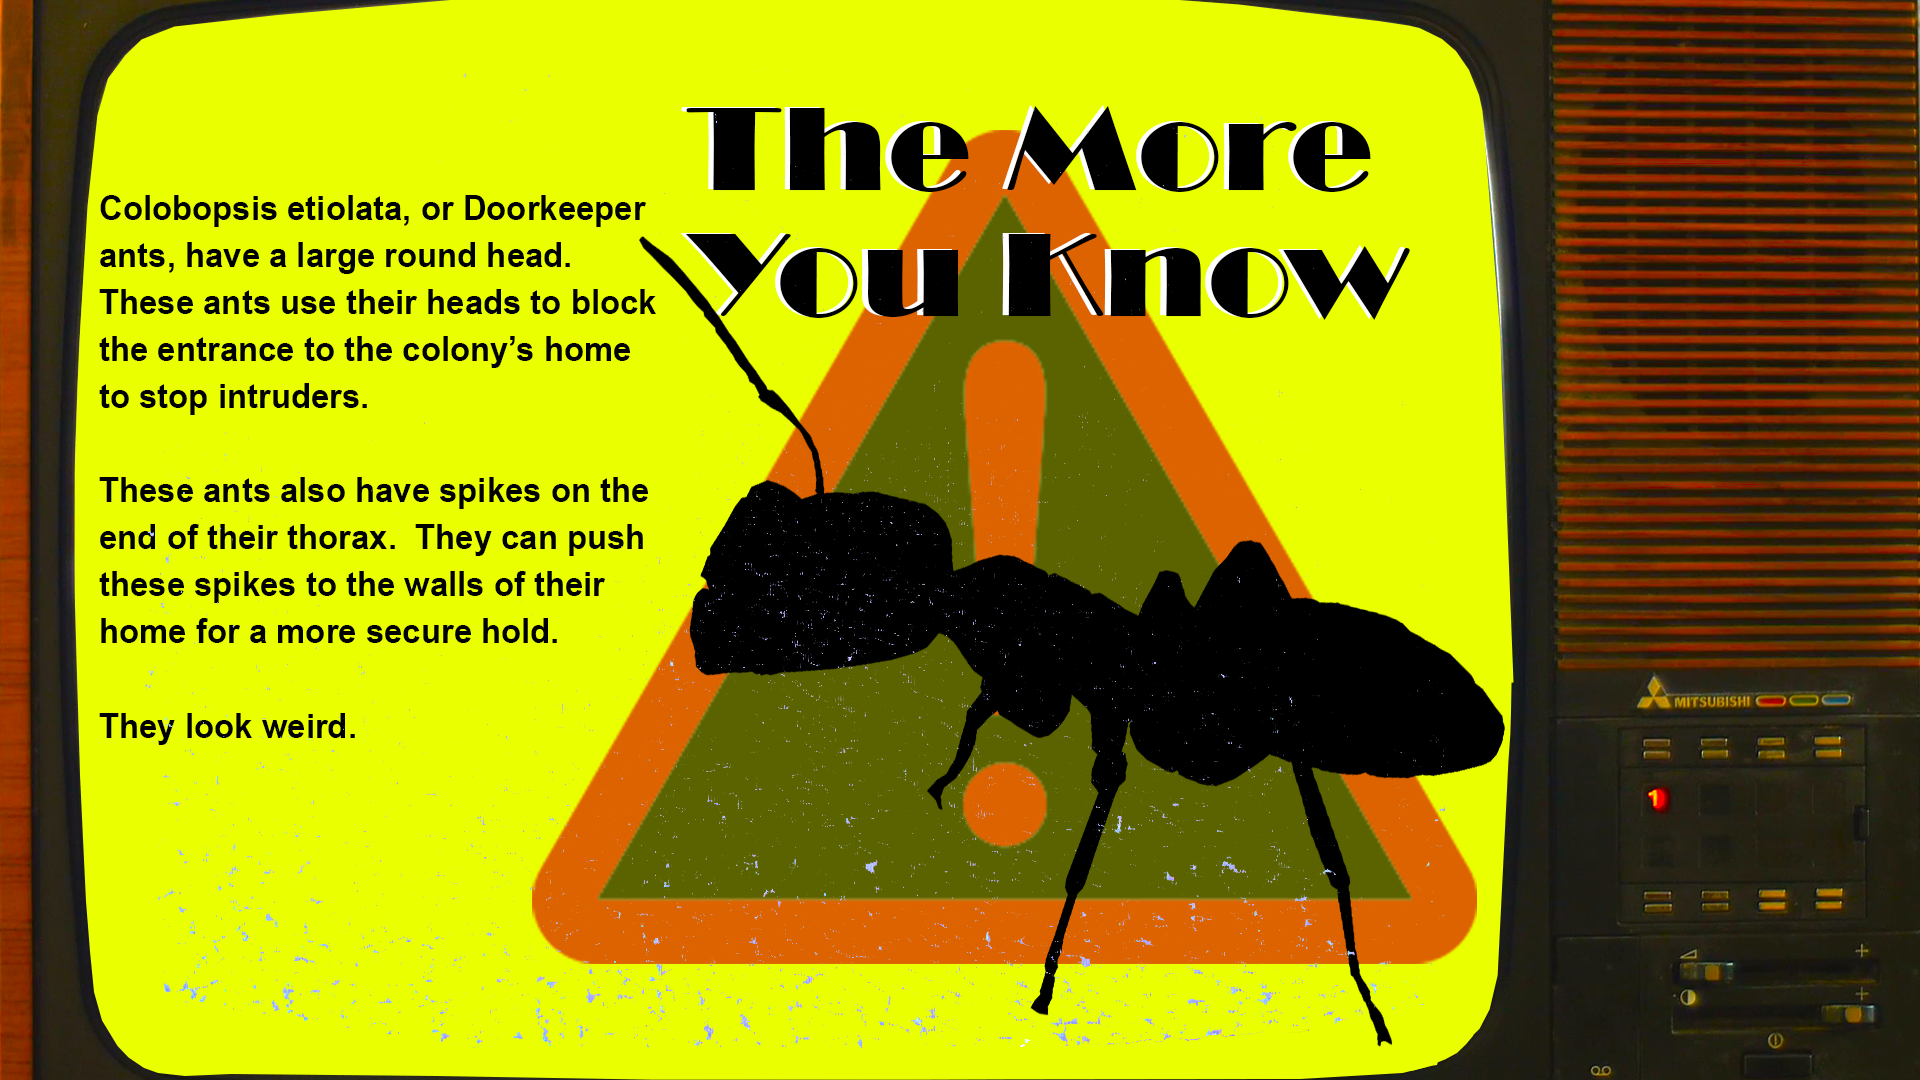 The More
You Know
Colobopsis etiolata, or Doorkeeper
ants, have a large round head.
These ants use their heads to block
the entrance to the colony’s home
to stop intruders.
These ants also have spikes on the
end of their thorax.  They can push
these spikes to the walls of their
home for a more secure hold.
They look weird.
MITSUBISHI
1